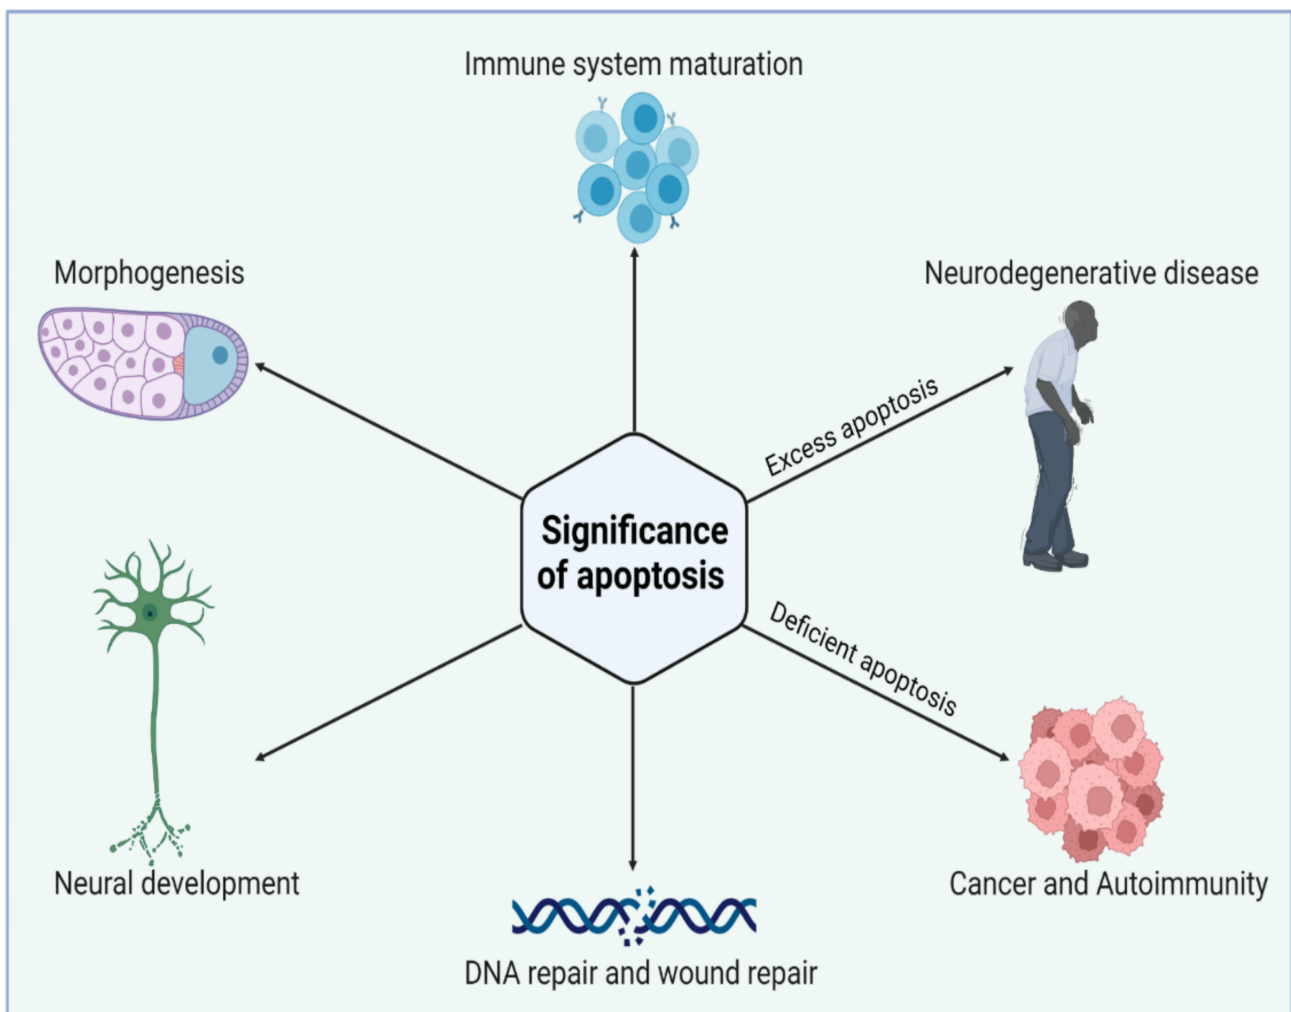 Immune system maturation
Morphogenesis
Neurodegenerative disease
Excess apoptosis
Significance
of apoptosis
Deficient apoptosis
Neural development
Cancer and Autoimmunity
DNA repair and wound repair